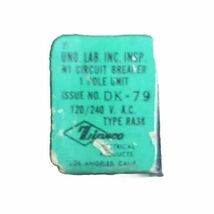 UND. LAB. INC. INSP.
N1 CIRCUIT BREAKER
1 POLE UNIT
ISSUE NO. DK-79
120/240 V. A.C.
TYPE RA38
Zinsco
ELECTRICAL
PRODUCTS
LOS ANGELES, CALIF.